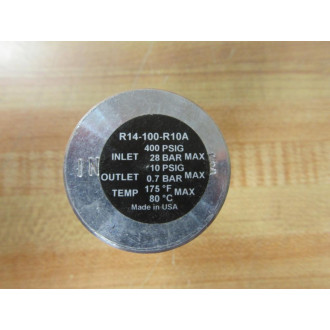 R14-100-R10A
400 PSIG
INLET 28 BAR MAX
10 PSIG
OUTLET 0.7 BAR MAX
175 °F
TEMP 80 °C MAX
Made in USA
IN